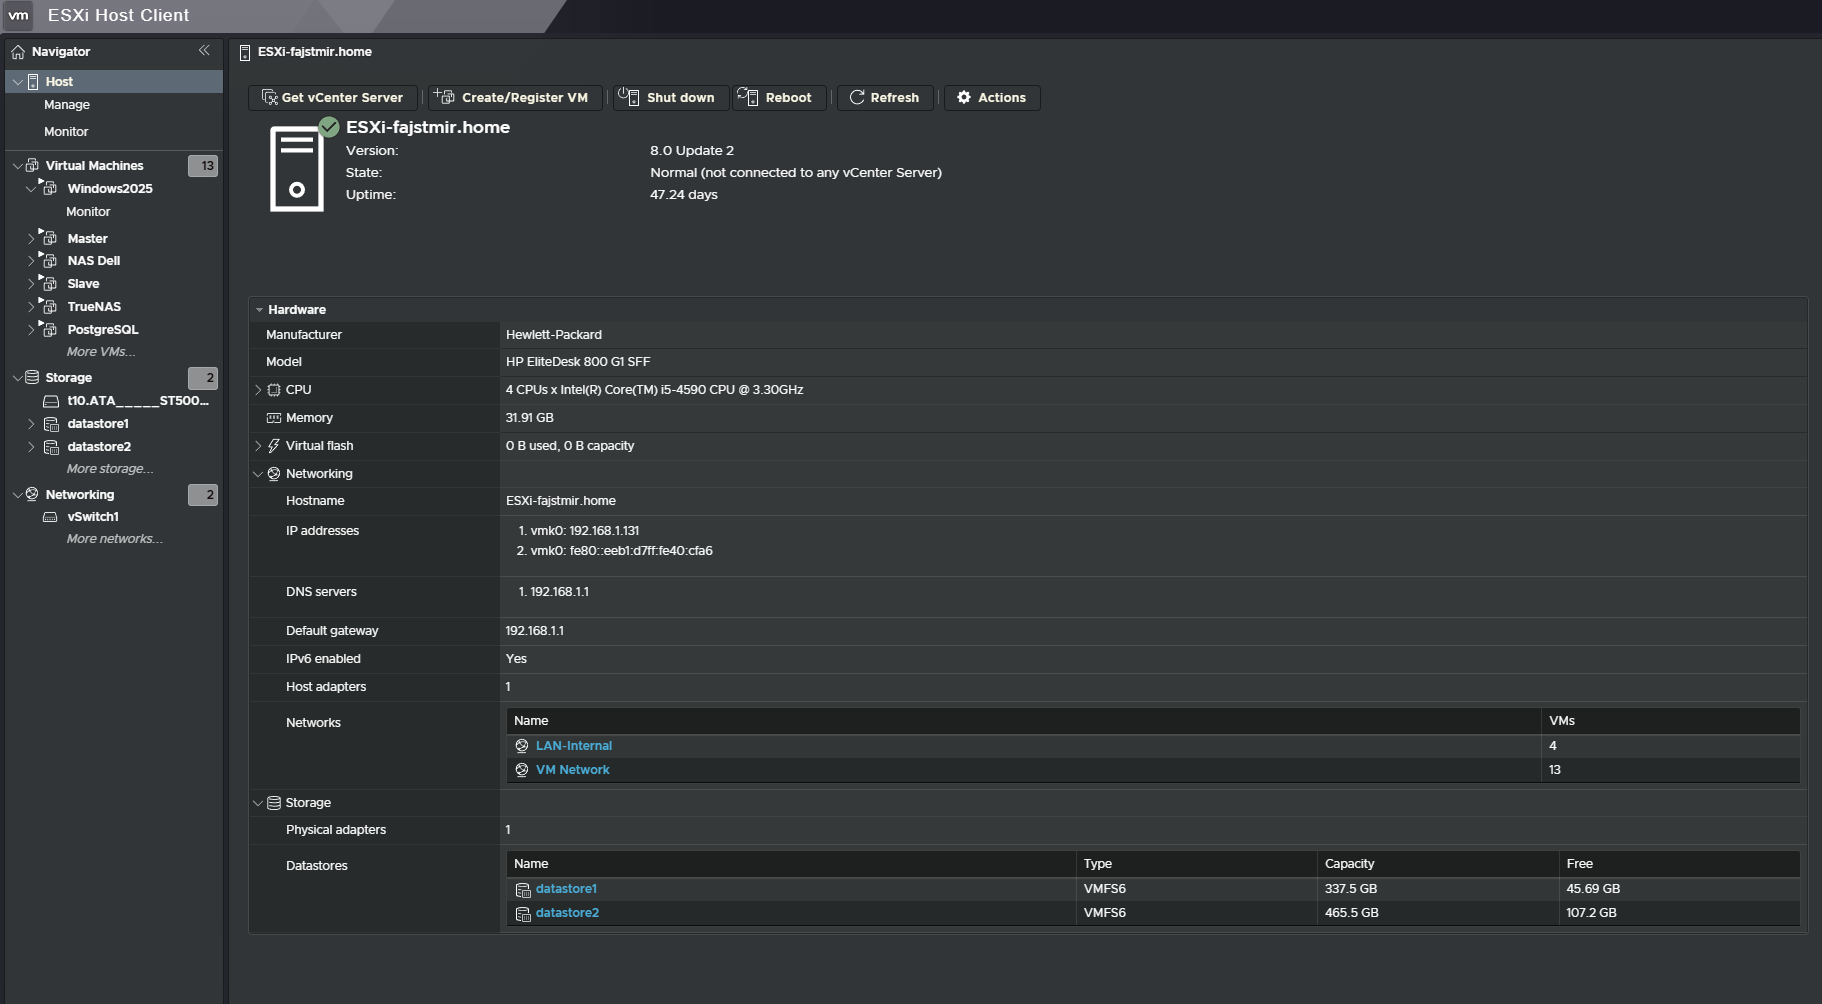 vm ESXi Host Client
Navigator
Host
Manage
Monitor
Virtual Machines 13
Windows2025
Monitor
Master
NAS Dell
Slave
TrueNAS
PostgreSQL
More VMs...
Storage 2
t10.ATA_____ST500...
datastore1
datastore2
More storage...
Networking 2
vSwitch1
More networks...
ESXi-fajstmir.home
Get vCenter Server Create/Register VM Shut down Reboot Refresh Actions
ESXi-fajstmir.home
Version: 8.0 Update 2
State: Normal (not connected to any vCenter Server)
Uptime: 47.24 days
Hardware
Manufacturer Hewlett-Packard
Model HP EliteDesk 800 G1 SFF
CPU 4 CPUs x Intel(R) Core(TM) i5-4590 CPU @ 3.30GHz
Memory 31.91 GB
Virtual flash 0 B used, 0 B capacity
Networking
Hostname ESXi-fajstmir.home
IP addresses 1. vmk0: 192.168.1.131
2. vmk0: fe80::eeb1:d7ff:fe40:cfa6
DNS servers 1. 192.168.1.1
Default gateway 192.168.1.1
IPv6 enabled Yes
Host adapters 1
Networks Name VMs
LAN-Internal 4
VM Network 13
Storage
Physical adapters 1
Datastores Name Type Capacity Free
datastore1 VMFS6 337.5 GB 45.69 GB
datastore2 VMFS6 465.5 GB 107.2 GB